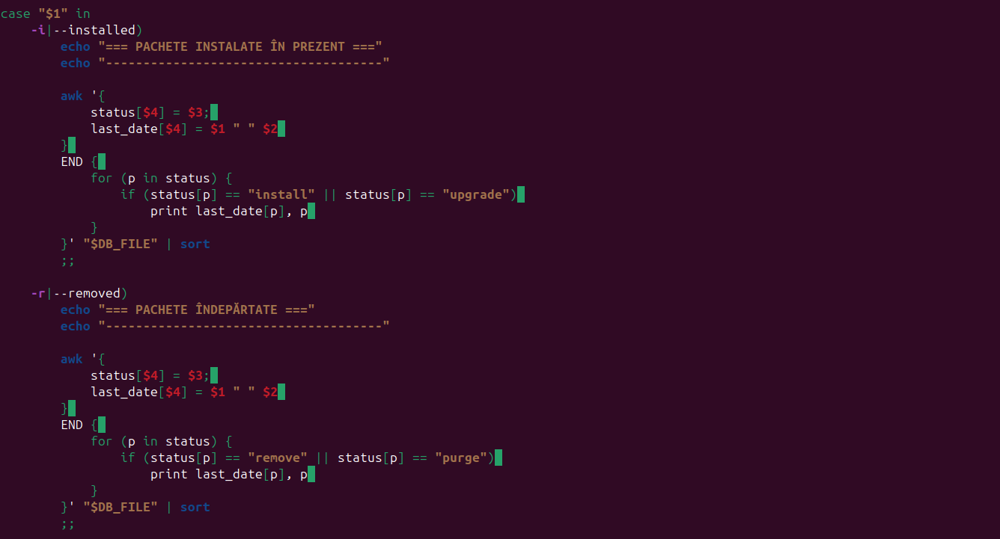 case "$1" in
    -i|--installed)
        echo "=== PACHETE INSTALATE ÎN PREZENT ==="
        echo "-------------------------------------"

        awk '{
            status[$4] = $3;
            last_date[$4] = $1 " " $2
        }
        END {
            for (p in status) {
                if (status[p] == "install" || status[p] == "upgrade")
                    print last_date[p], p
            }
        }' "$DB_FILE" | sort
        ;;

    -r|--removed)
        echo "=== PACHETE ÎNDEPĂRTATE ==="
        echo "-------------------------------------"

        awk '{
            status[$4] = $3;
            last_date[$4] = $1 " " $2
        }
        END {
            for (p in status) {
                if (status[p] == "remove" || status[p] == "purge")
                    print last_date[p], p
            }
        }' "$DB_FILE" | sort
        ;;